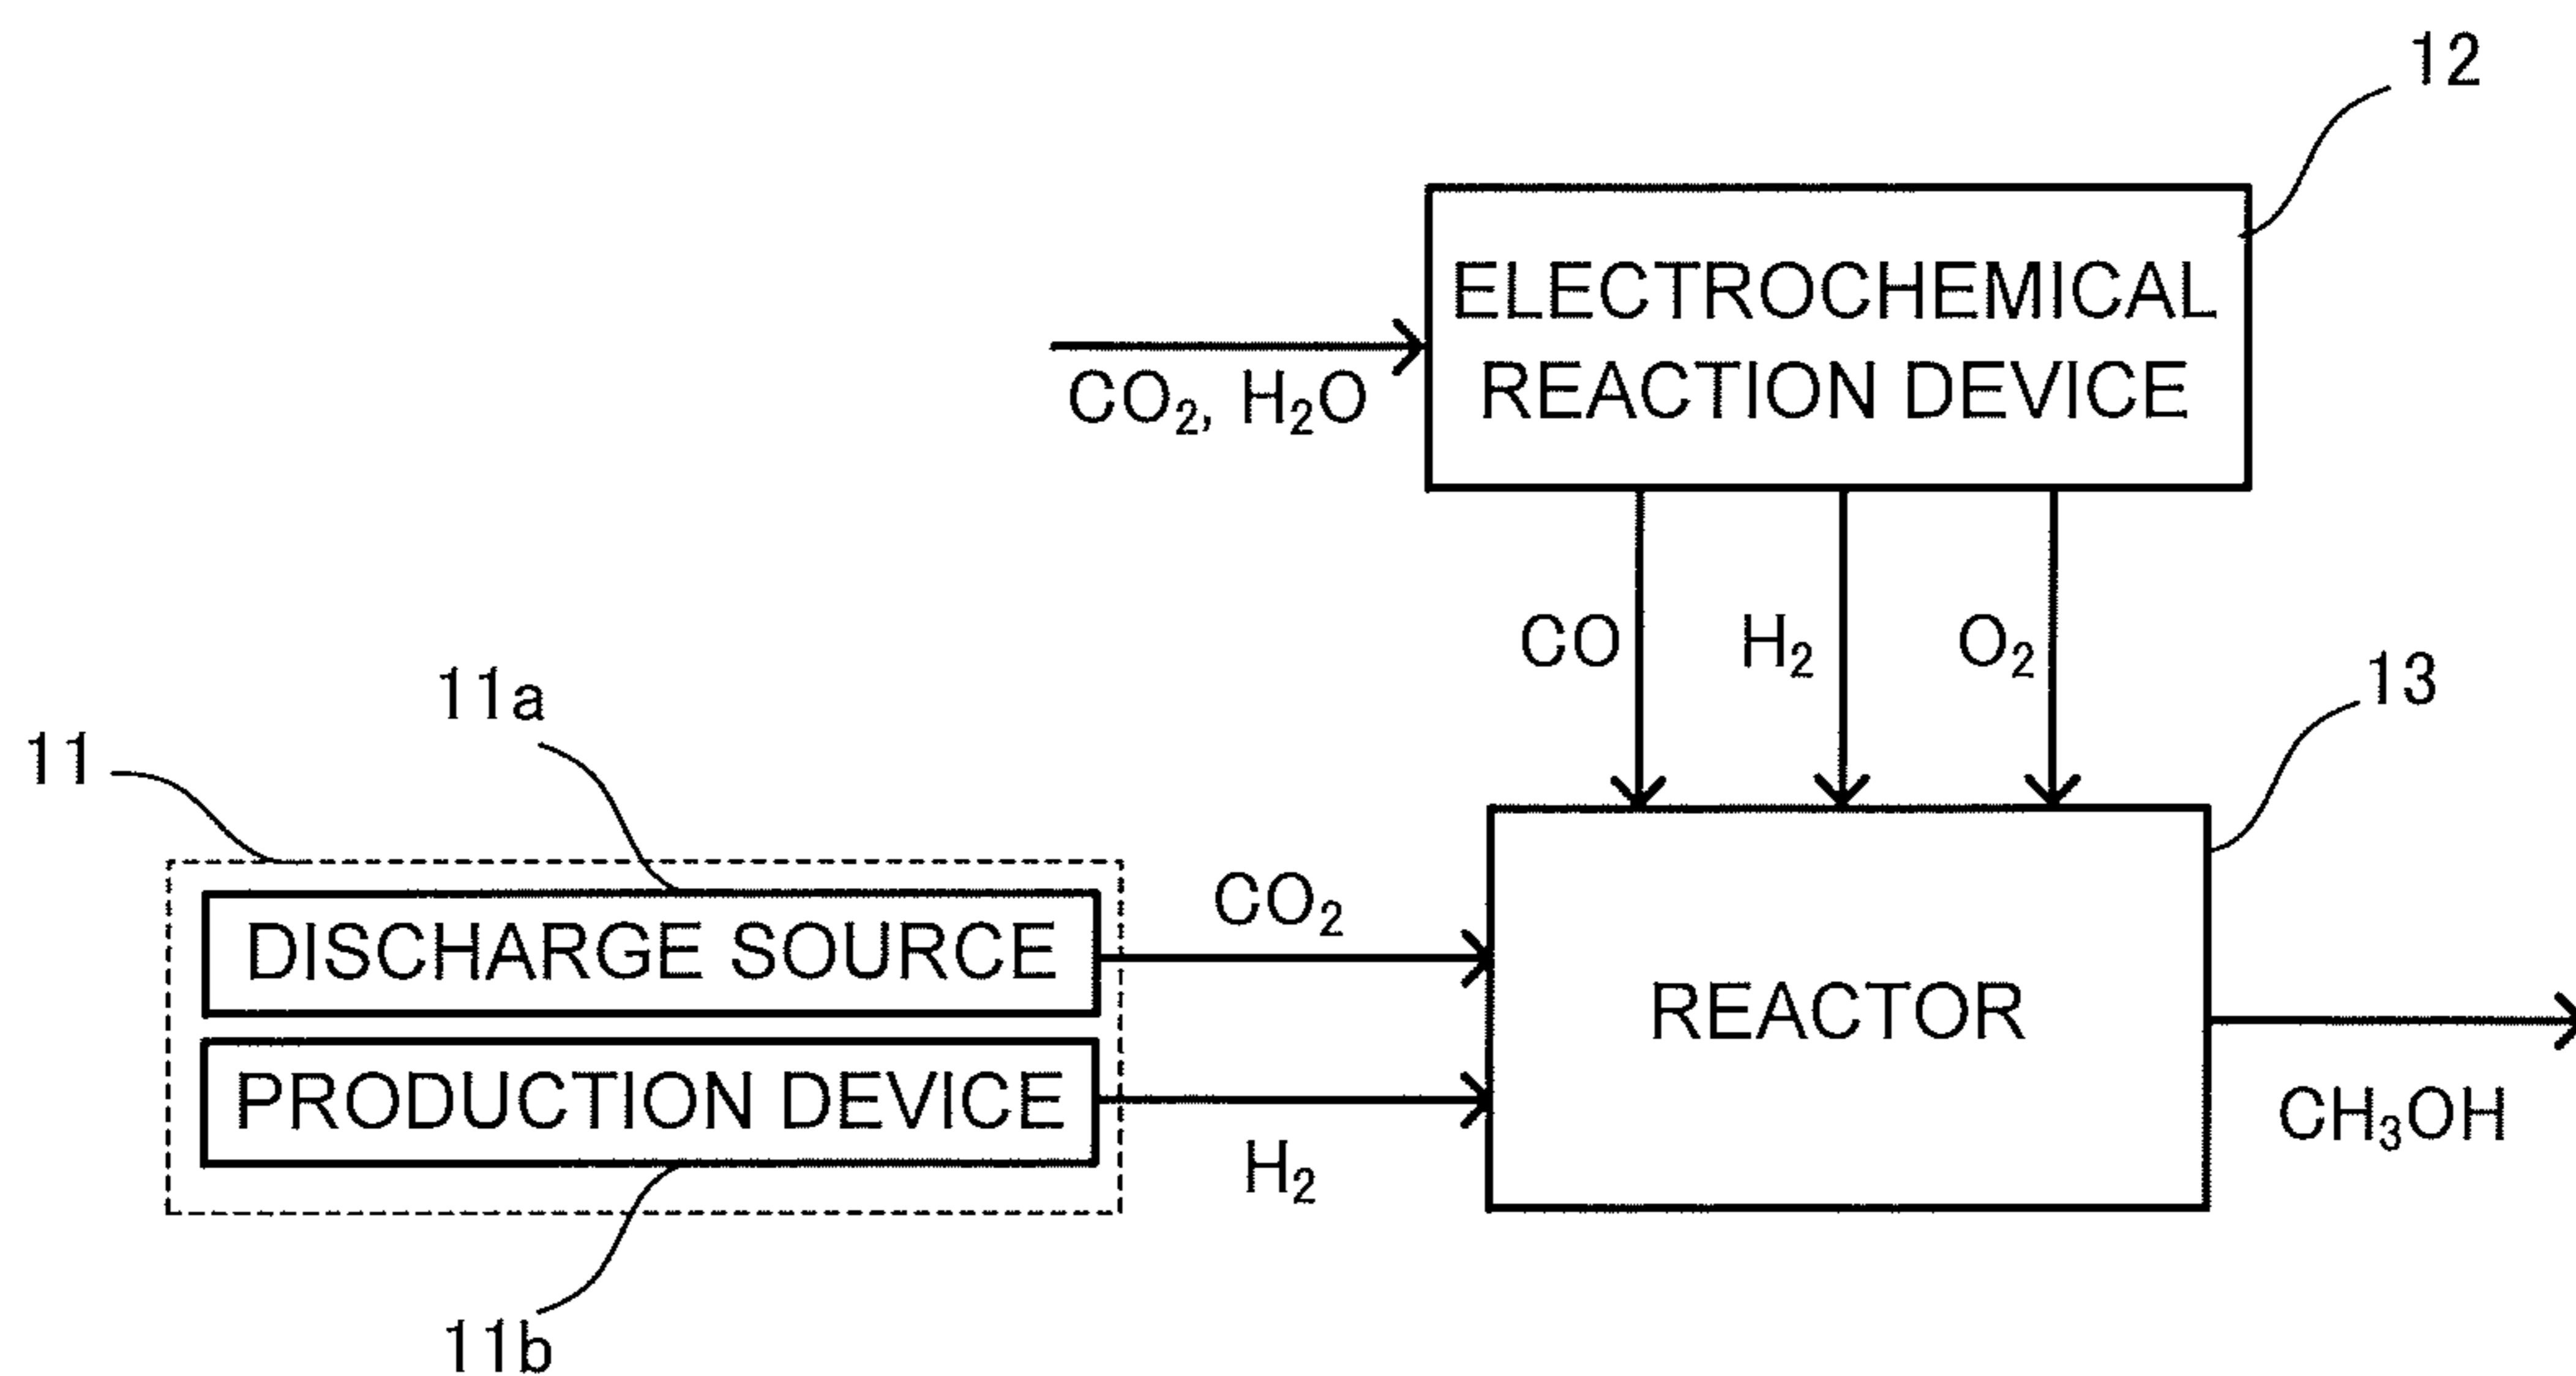 12
ELECTROCHEMICAL
REACTION DEVICE
CO₂, H₂O
CO
H₂
O₂
13
11a
11
DISCHARGE SOURCE
CO₂
REACTOR
PRODUCTION DEVICE
H₂
CH₃OH
11b